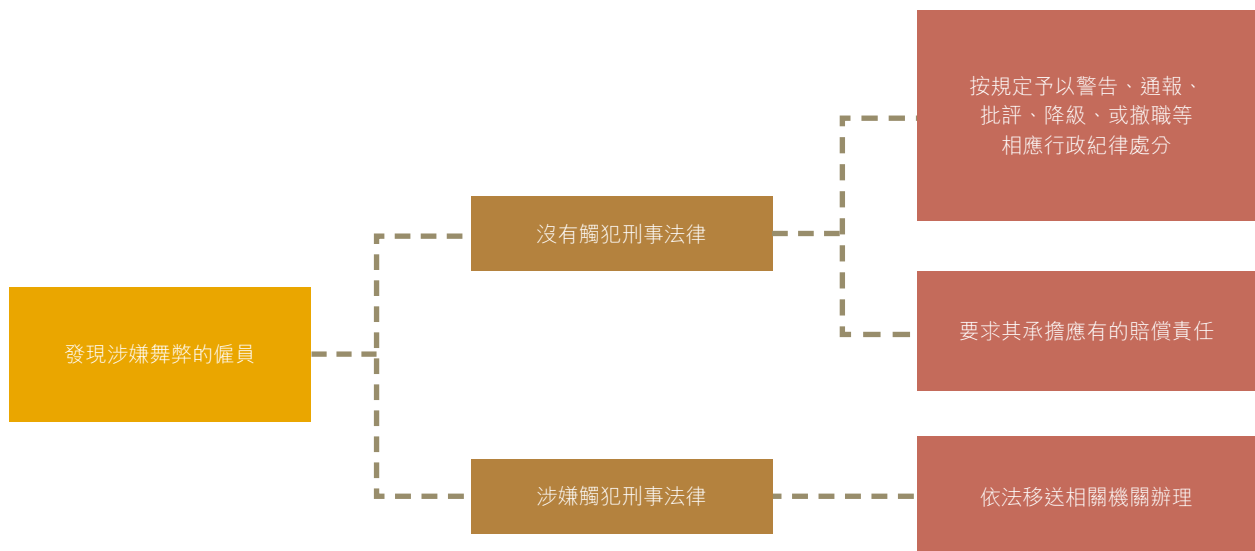 發現涉嫌舞弊的僱員
沒有觸犯刑事法律
涉嫌觸犯刑事法律
按規定予以警告、通報、
批評、降級、或撤職等
相應行政紀律處分
要求其承擔應有的賠償責任
依法移送相關機關辦理